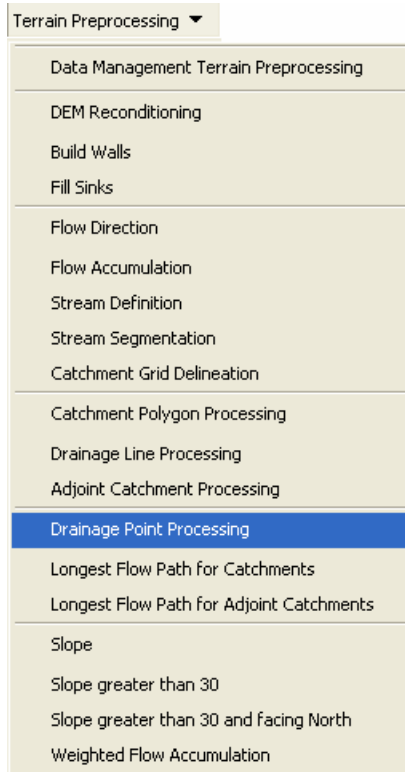 Terrain Preprocessing ▼
Data Management Terrain Preprocessing
DEM Reconditioning
Build Walls
Fill Sinks
Flow Direction
Flow Accumulation
Stream Definition
Stream Segmentation
Catchment Grid Delineation
Catchment Polygon Processing
Drainage Line Processing
Adjoint Catchment Processing
Drainage Point Processing
Longest Flow Path for Catchments
Longest Flow Path for Adjoint Catchments
Slope
Slope greater than 30
Slope greater than 30 and facing North
Weighted Flow Accumulation